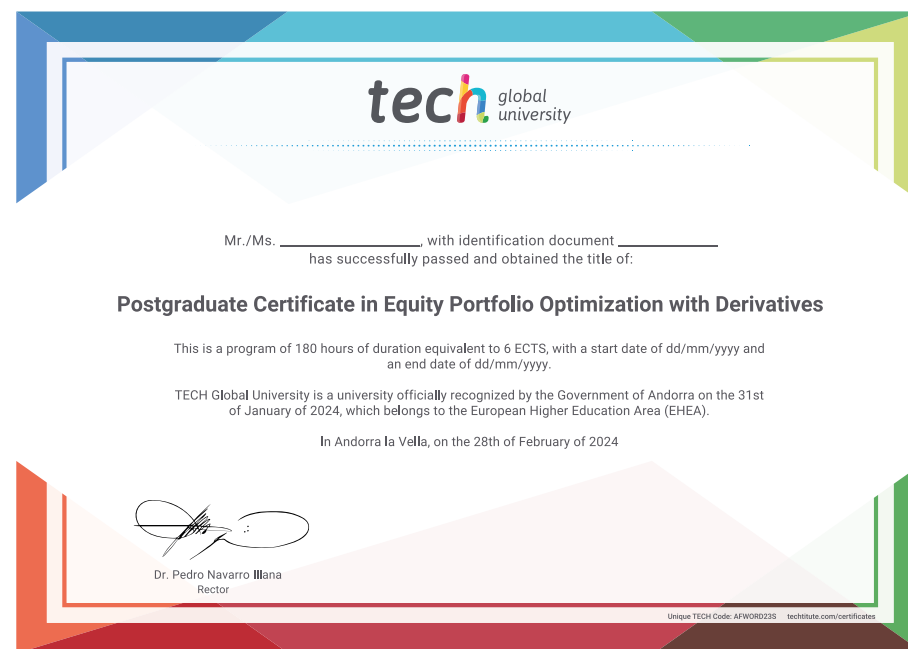 tech global university
Mr./Ms. ____________, with identification document ____________
has successfully passed and obtained the title of:
Postgraduate Certificate in Equity Portfolio Optimization with Derivatives
This is a program of 180 hours of duration equivalent to 6 ECTS, with a start date of dd/mm/yyyy and
an end date of dd/mm/yyyy.
TECH Global University is a university officially recognized by the Government of Andorra on the 31st
of January of 2024, which belongs to the European Higher Education Area (EHEA).
In Andorra la Vella, on the 28th of February of 2024
Dr. Pedro Navarro Illana
Rector
Unique TECH Code: AFWORD23S techtitute.com/certificates